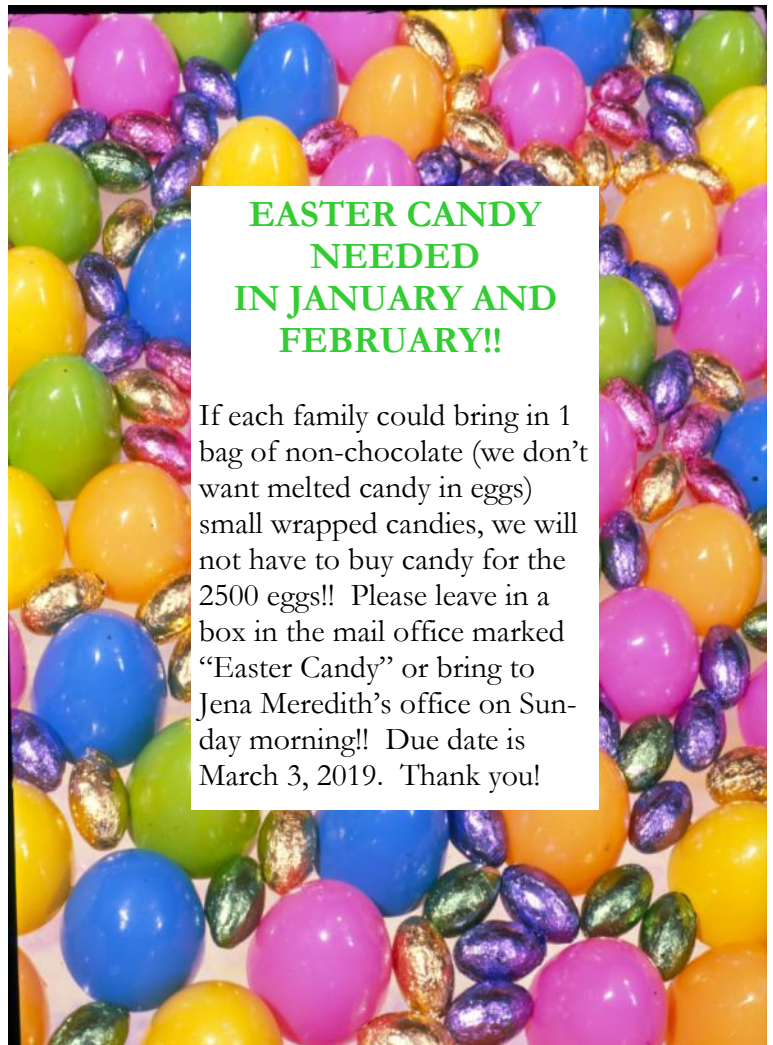 EASTER CANDY
NEEDED
IN JANUARY AND
FEBRUARY!!
If each family could bring in 1
bag of non-chocolate (we don’t
want melted candy in eggs)
small wrapped candies, we will
not have to buy candy for the
2500 eggs!!  Please leave in a
box in the mail office marked
“Easter Candy” or bring to
Jena Meredith’s office on Sun-
day morning!!  Due date is
March 3, 2019.  Thank you!